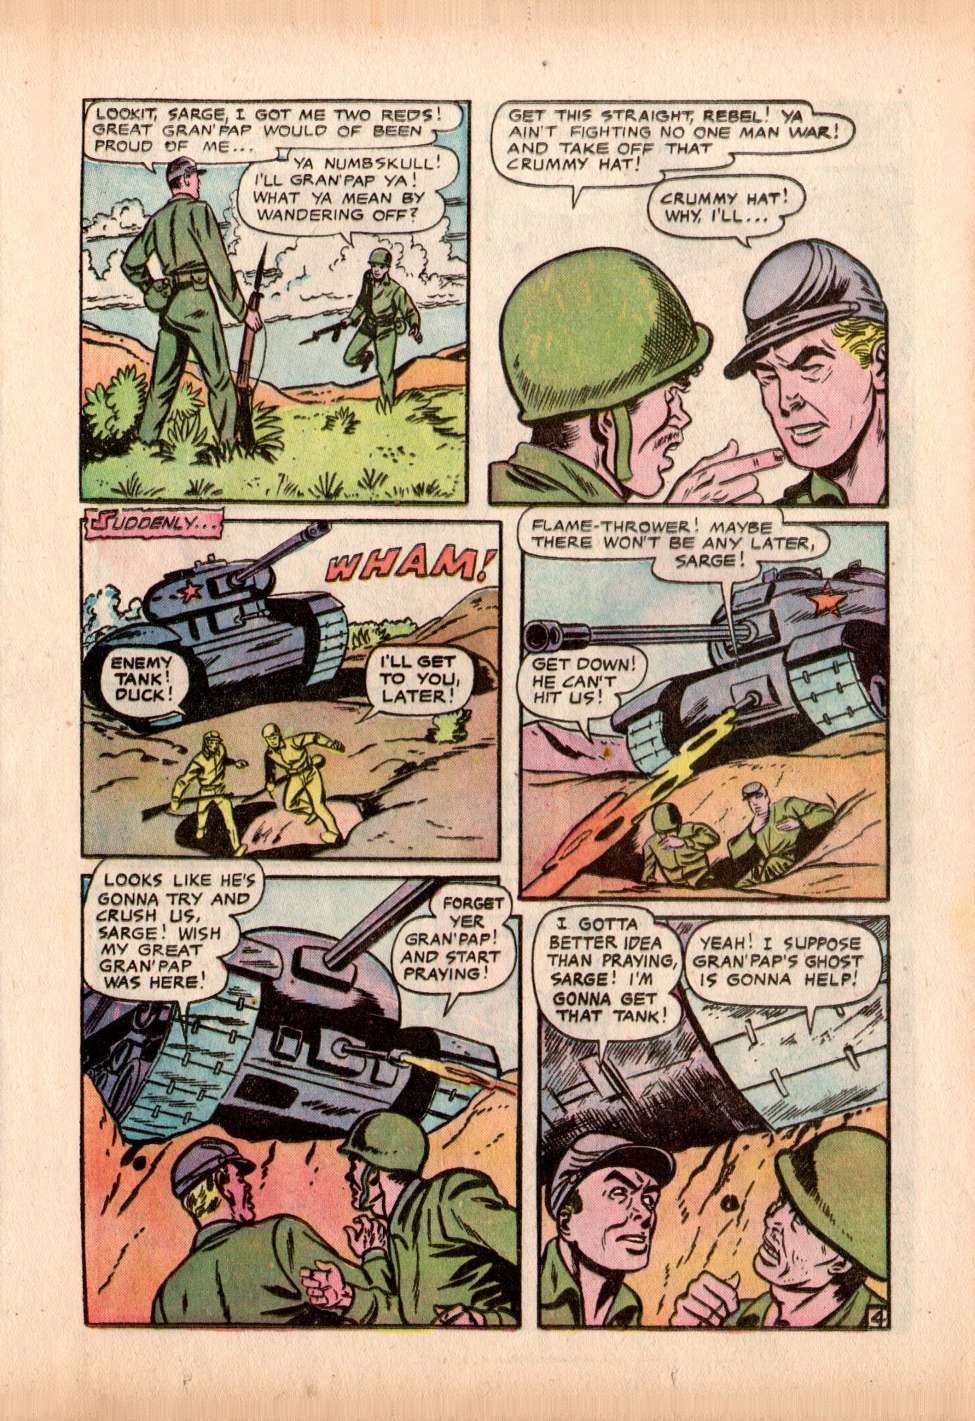 LOOKIT, SARGE, I GOT ME TWO REDS!
GREAT GRAN'PAP WOULD OF BEEN
PROUD OF ME...
YA NUMBSKULL!
I'LL GRAN'PAP YA!
WHAT YA MEAN BY
WANDERING OFF?
GET THIS STRAIGHT, REBEL! YA
AIN'T FIGHTING NO ONE MAN WAR!
AND TAKE OFF THAT
CRUMMY HAT!
CRUMMY HAT!
WHY, I'LL...
SUDDENLY...
WHAM!
ENEMY
TANK!
DUCK!
I'LL GET
TO YOU,
LATER!
FLAME-THROWER! MAYBE
THERE WON'T BE ANY LATER,
SARGE!
GET DOWN!
HE CAN'T
HIT US!
LOOKS LIKE HE'S
GONNA TRY AND
CRUSH US,
SARGE! WISH
MY GREAT
GRAN'PAP
WAS HERE!
FORGET
YER
GRAN'PAP!
AND START
PRAYING!
I GOTTA
BETTER IDEA
THAN PRAYING,
SARGE! I'M
GONNA GET
THAT TANK!
YEAH! I SUPPOSE
GRAN'PAP'S GHOST
IS GONNA HELP!
4